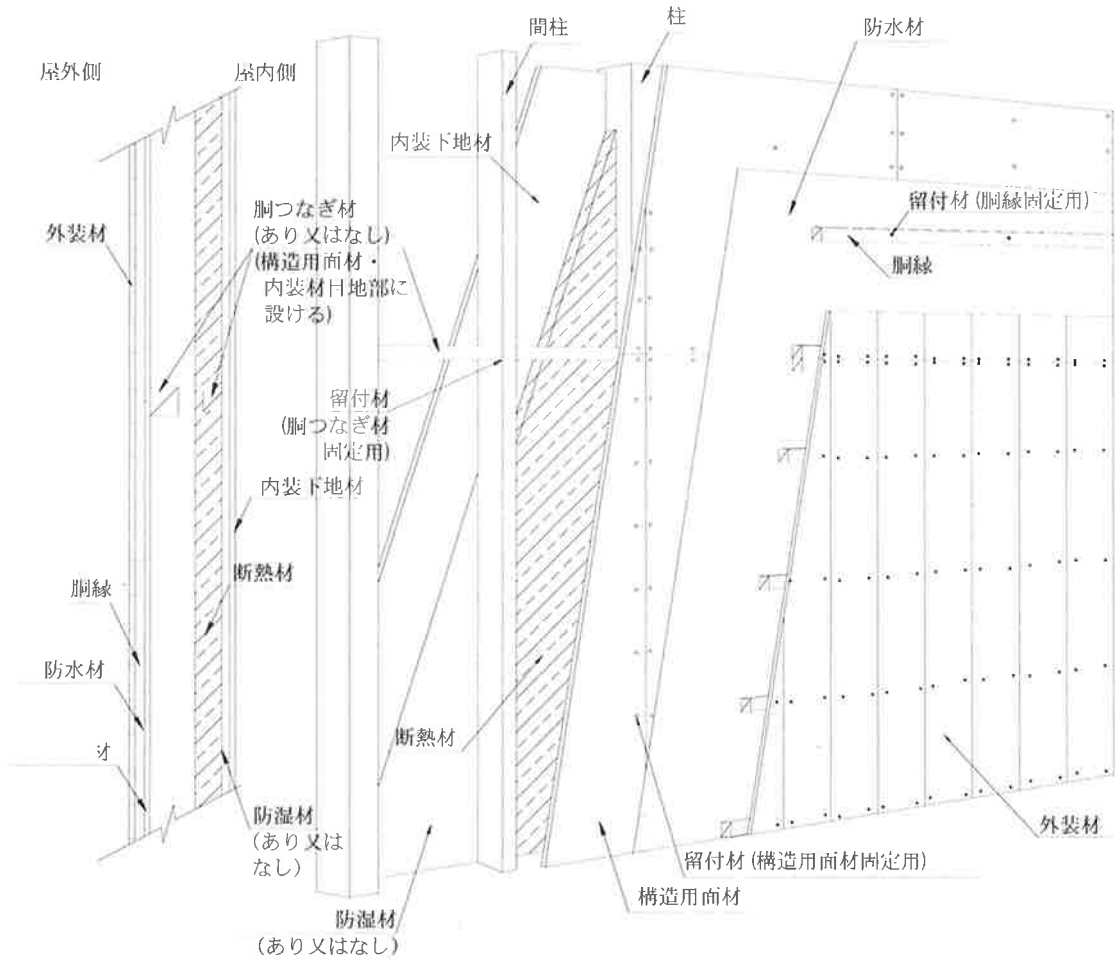 屋外側
屋内側
間柱
柱
防水材
内装下地材
胴つなぎ材
(あり又はなし)
(構造用面材・
内装材目地部に
設ける)
外装材
留付材(胴縁固定用)
胴縁
留付材
(胴つなぎ材
固定用)
内装下地材
断熱材
胴縁
防水材
材
断熱材
防湿材
(あり又は
なし)
外装材
留付材(構造用面材固定用)
構造用面材
防湿材
(あり又はなし)